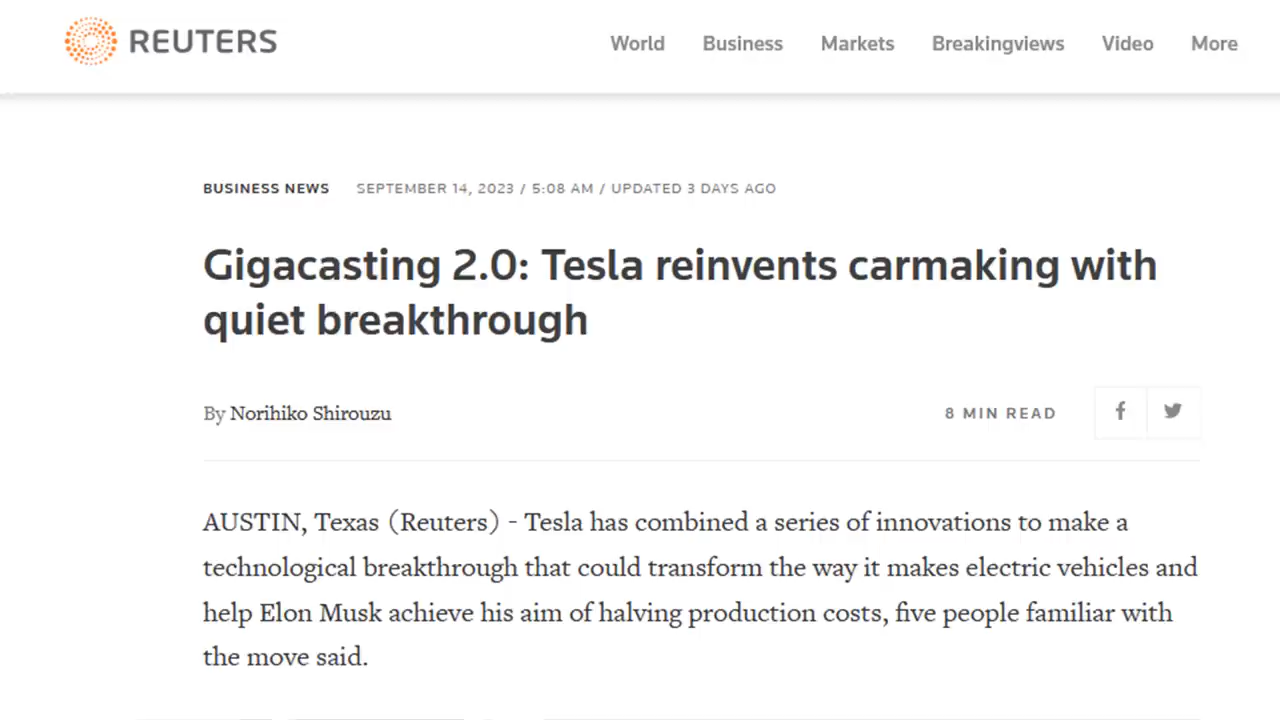 REUTERS
World Business Markets Breakingviews Video More
BUSINESS NEWS SEPTEMBER 14, 2023 / 5:08 AM / UPDATED 3 DAYS AGO
Gigacasting 2.0: Tesla reinvents carmaking with
quiet breakthrough
By Norihiko Shirouzu 8 MIN READ
AUSTIN, Texas (Reuters) - Tesla has combined a series of innovations to make a
technological breakthrough that could transform the way it makes electric vehicles and
help Elon Musk achieve his aim of halving production costs, five people familiar with
the move said.